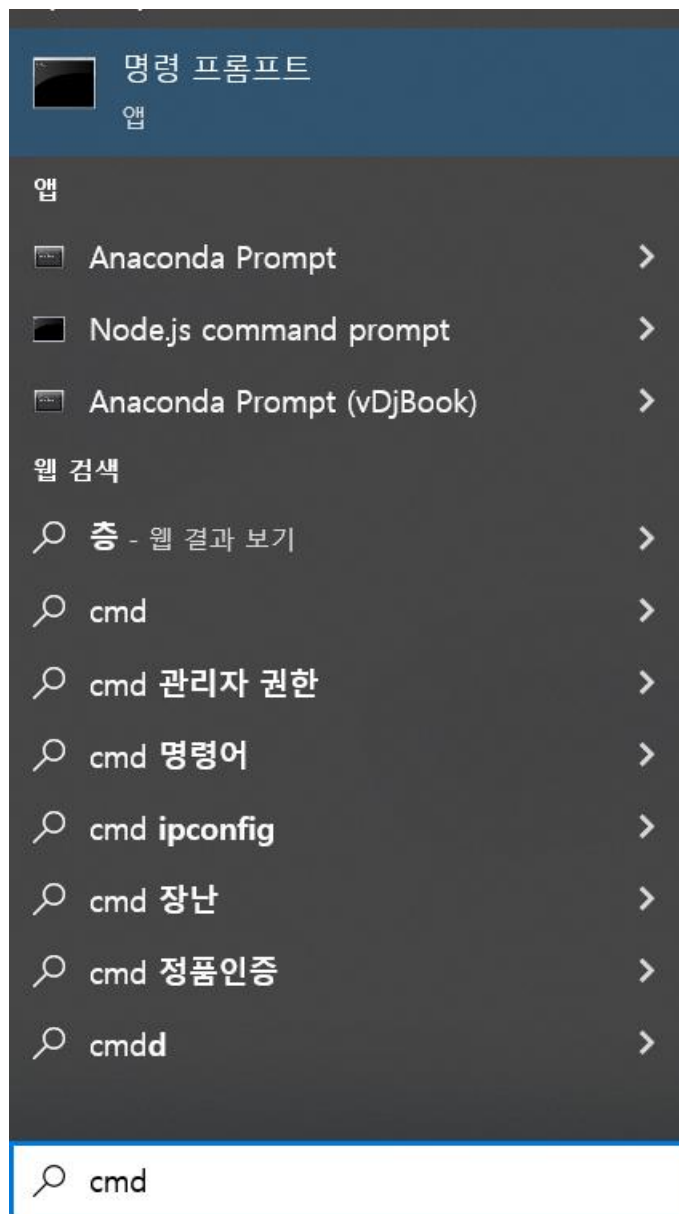 명령 프롬프트
앱
앱
Anaconda Prompt
Node.js command prompt
Anaconda Prompt (vDjBook)
웹 검색
층 - 웹 결과 보기
cmd
cmd 관리자 권한
cmd 명령어
cmd ipconfig
cmd 장난
cmd 정품인증
cmdd
cmd